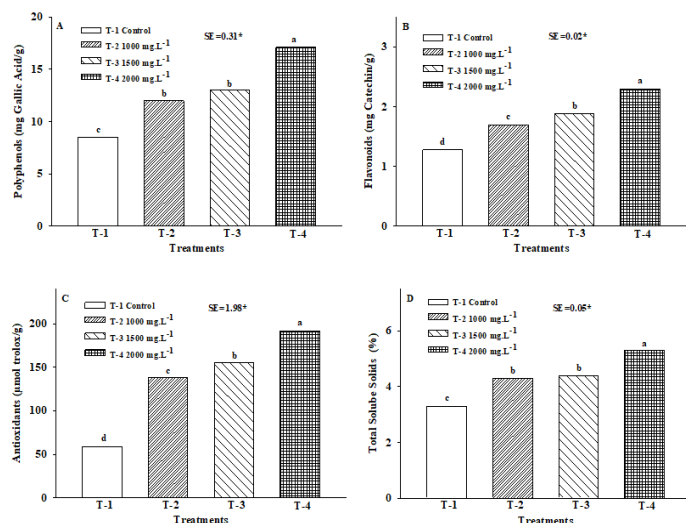 A
T-1 Control
T-2 1000 mg.L-1
T-3 1500 mg.L-1
T-4 2000 mg.L-1
SE=0.31*
Polyphenols (mg Gallic Acid/g)
20
15
10
5
0
c
b
b
a
T-1 T-2 T-3 T-4
Treatments
B
T-1 Control
T-2 1000 mg.L-1
T-3 1500 mg.L-1
T-4 2000 mg.L-1
SE=0.02*
Flavonoids (mg Catechin/g)
3
2
1
0
d
c
b
a
T-1 T-2 T-3 T-4
Treatments
C
T-1 Control
T-2 1000 mg.L-1
T-3 1500 mg.L-1
T-4 2000 mg.L-1
SE=1.98*
Antioxidants (µmol trolox/g)
200
150
100
50
0
d
c
b
a
T-1 T-2 T-3 T-4
Treatments
D
T-1 Control
T-2 1000 mg.L-1
T-3 1500 mg.L-1
T-4 2000 mg.L-1
SE=0.05*
Total Solube Solids (%)
6
4
2
0
c
b
b
a
T-1 T-2 T-3 T-4
Treatments